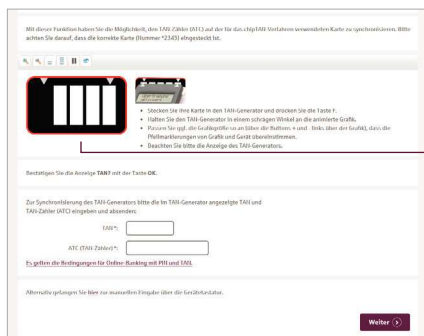 Mit dieser Funktion haben Sie die Möglichkeit, den TAN-Zähler (ATC) auf der für das chipTAN-Verfahren verwendeten Karte zu synchronisieren. Bitte
achten Sie darauf, dass die korrekte Karte (Nummer *2343) eingesteckt ist.
• Stecken Sie Ihre Karte in den TAN-Generator und drücken Sie die Taste F.
• Halten Sie den TAN-Generator in einem schrägen Winkel an die animierte Grafik.
• Passen Sie ggf. die Grafikgröße so an (über die Buttons + - links über der Grafik), dass die
Pfeilmarkierungen von Grafik und Gerät übereinstimmen.
• Beachten Sie bitte die Anzeige des TAN-Generators.
Bestätigen Sie die Anzeige TAN? mit der Taste OK.
Zur Synchronisierung des TAN-Generators bitte die im TAN-Generator angezeigte TAN und
TAN-Zähler (ATC) eingeben und absenden:
TAN*:
ATC (TAN-Zähler)*:
Es gelten die Bedingungen für Online-Banking mit PIN und TAN.
Alternativ gelangen Sie hier zur manuellen Eingabe über die Gerätetastatur.
Weiter